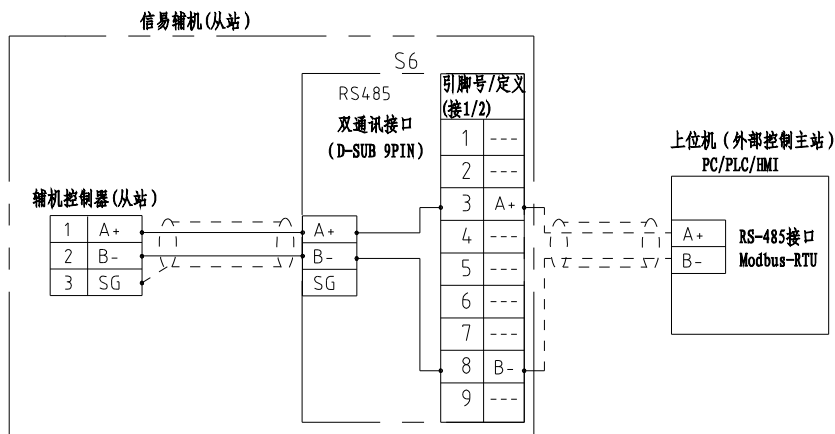 信易辅机(从站)
S6
RS485
双通讯接口
(D-SUB 9PIN)
引脚号/定义
(接1/2)
1 ---
2 ---
3 A+
4 ---
5 ---
6 ---
7 ---
8 B-
9 ---
辅机控制器(从站)
1 A+
2 B-
3 SG
A+
B-
SG
上位机(外部控制主站)
PC/PLC/HMI
A+
B-
RS-485接口
Modbus-RTU